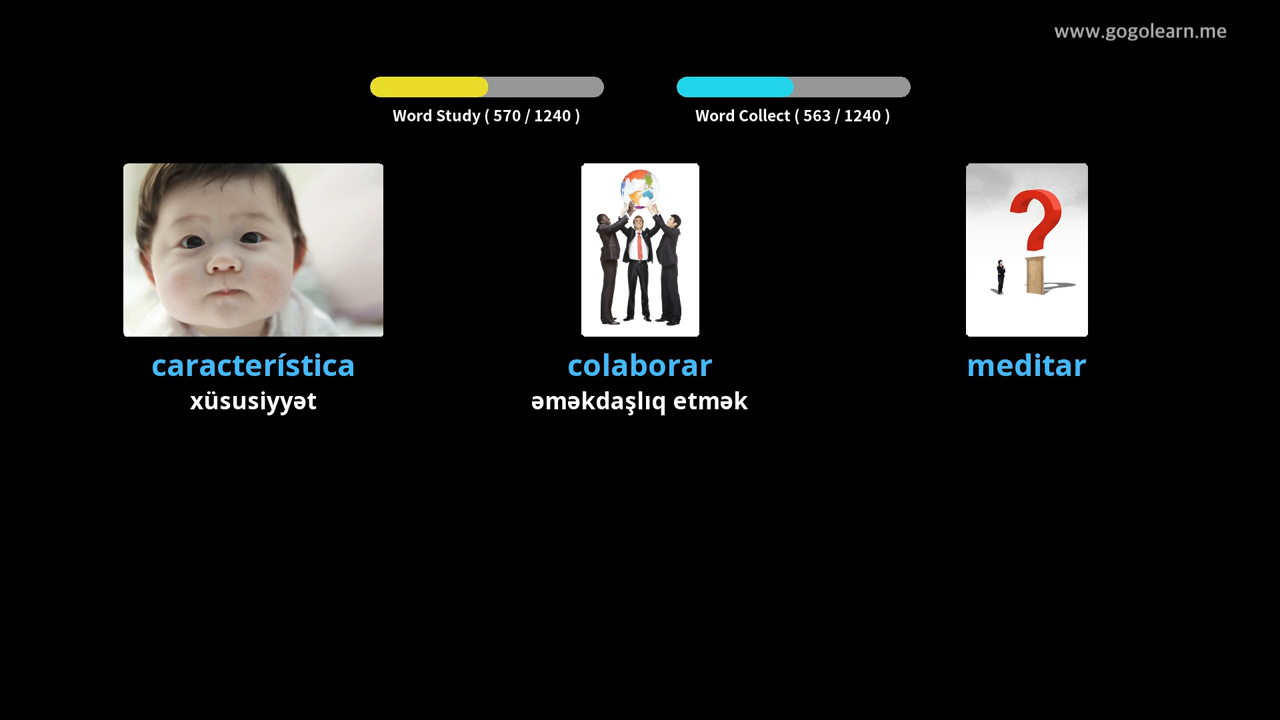 www.gogolearn.me
Word Study ( 570 / 1240 )
Word Collect ( 563 / 1240 )
característica
colaborar
meditar
xüsusiyyət
əməkdaşlıq etmək